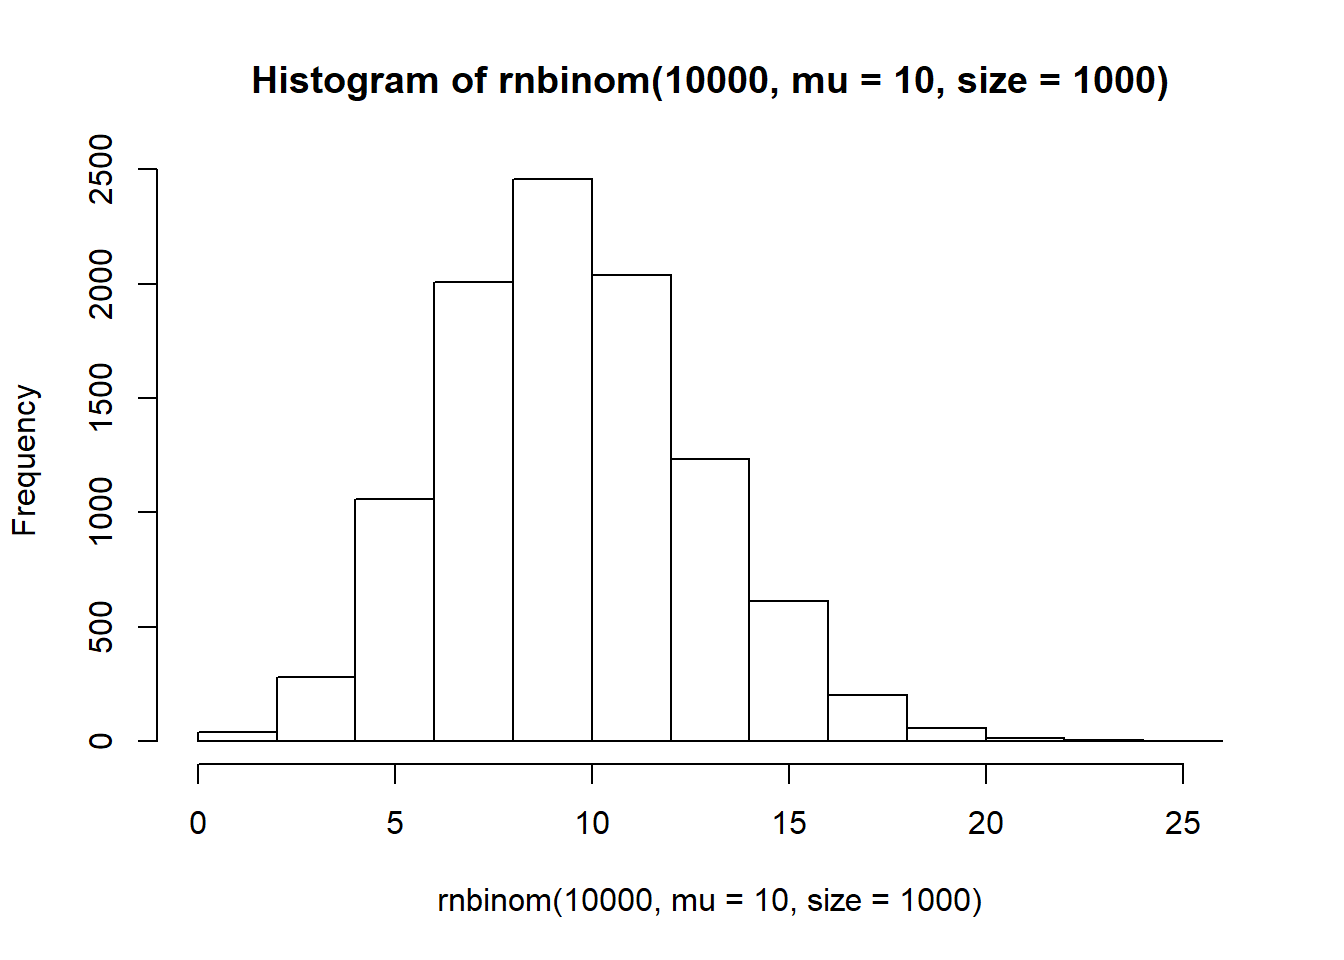 Histogram of rnbinom(10000, mu = 10, size = 1000)
Frequency
2500
2000
1500
1000
500
0
0 5 10 15 20 25
rnbinom(10000, mu = 10, size = 1000)